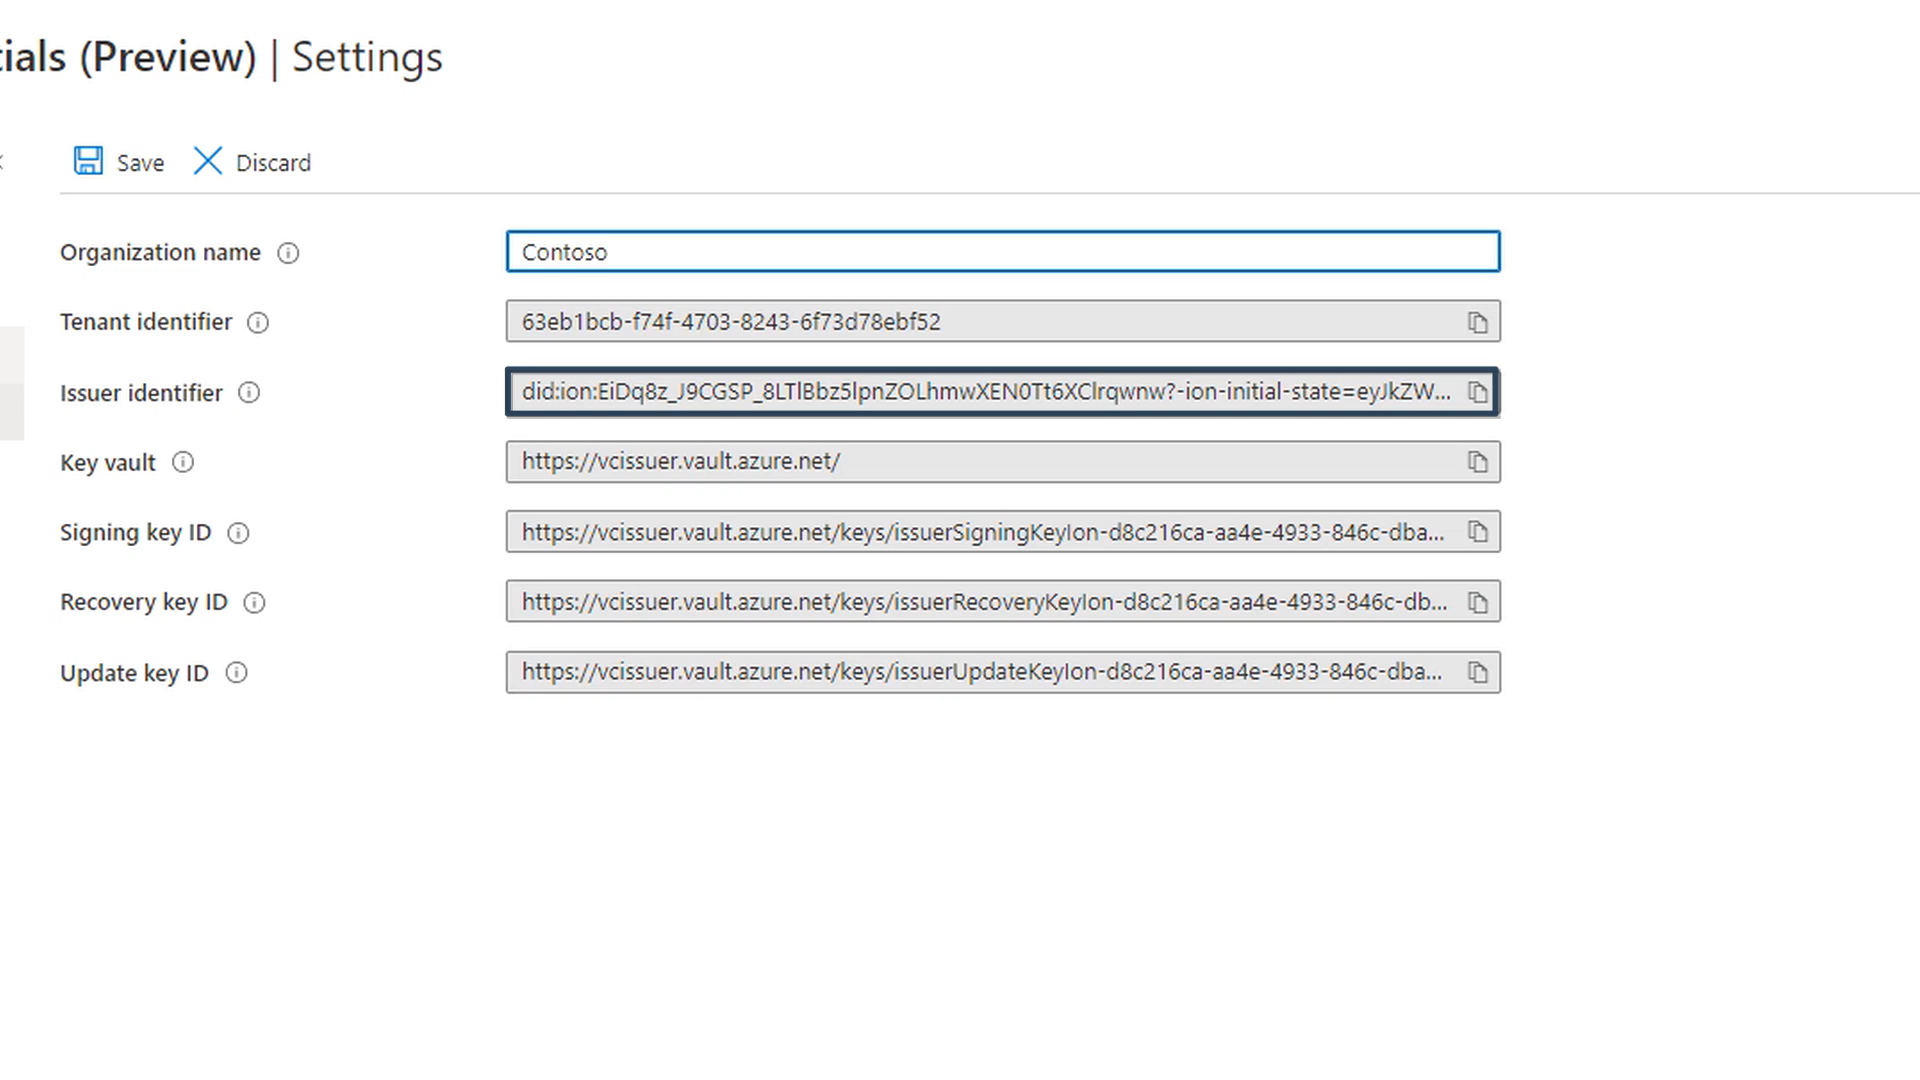 tials (Preview) | Settings
Save Discard
Organization name Contoso
Tenant identifier 63eb1bcb-f74f-4703-8243-6f73d78ebf52
Issuer identifier did:ion:EiDq8z_J9CGSP_8LTlBbz5lpnZOLhmwXEN0Tt6XClrqwnw?-ion-initial-state=eyJkZW...
Key vault https://vcissuer.vault.azure.net/
Signing key ID https://vcissuer.vault.azure.net/keys/issuerSigningKeyIon-d8c216ca-aa4e-4933-846c-dba...
Recovery key ID https://vcissuer.vault.azure.net/keys/issuerRecoveryKeyIon-d8c216ca-aa4e-4933-846c-db...
Update key ID https://vcissuer.vault.azure.net/keys/issuerUpdateKeyIon-d8c216ca-aa4e-4933-846c-dba...